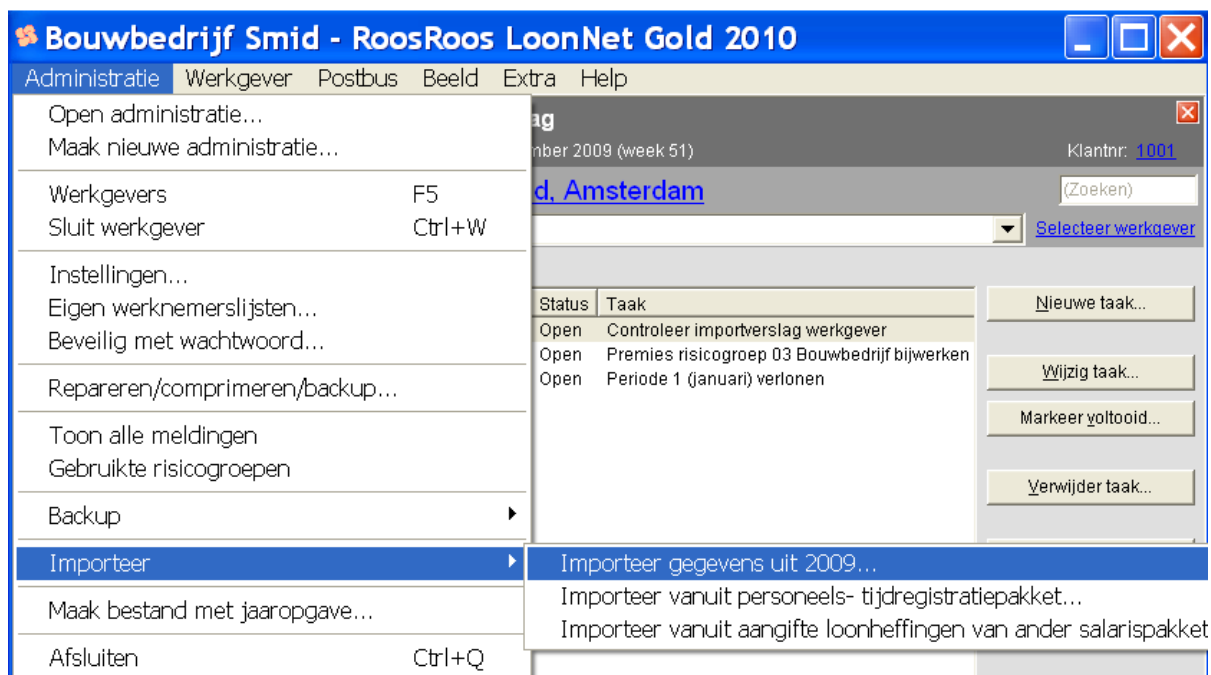 Bouwbedrijf Smid - RoosRoos LoonNet Gold 2010
Administratie Werkgever Postbus Beeld Extra Help
Open administratie...
Maak nieuwe administratie...
Werkgevers F5
Sluit werkgever Ctrl+W
Instellingen...
Eigen werknemerslijsten...
Beveilig met wachtwoord...
Repareren/comprimeren/backup...
Toon alle meldingen
Gebruikte risicogroepen
Backup
Importeer
Maak bestand met jaaropgave...
Afsluiten Ctrl+Q
Importeer gegevens uit 2009...
Importeer vanuit personeels- tijdregistratiepakket...
Importeer vanuit aangifte loonheffingen van ander salarispakket
ag
mber 2009 (week 51) Klantnr: 1001
d, Amsterdam (Zoeken)
Selecteer werkgever
Status Taak
Open Controleer importverslag werkgever
Open Premies risicogroep 03 Bouwbedrijf bijwerken
Open Periode 1 (januari) verlonen
Nieuwe taak...
Wijzig taak...
Markeer voltooid...
Verwijder taak...